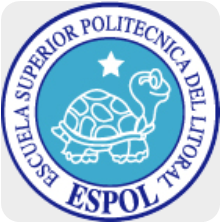 ESCUELA SUPERIOR POLITECNICA DEL LITORAL
ESPOL